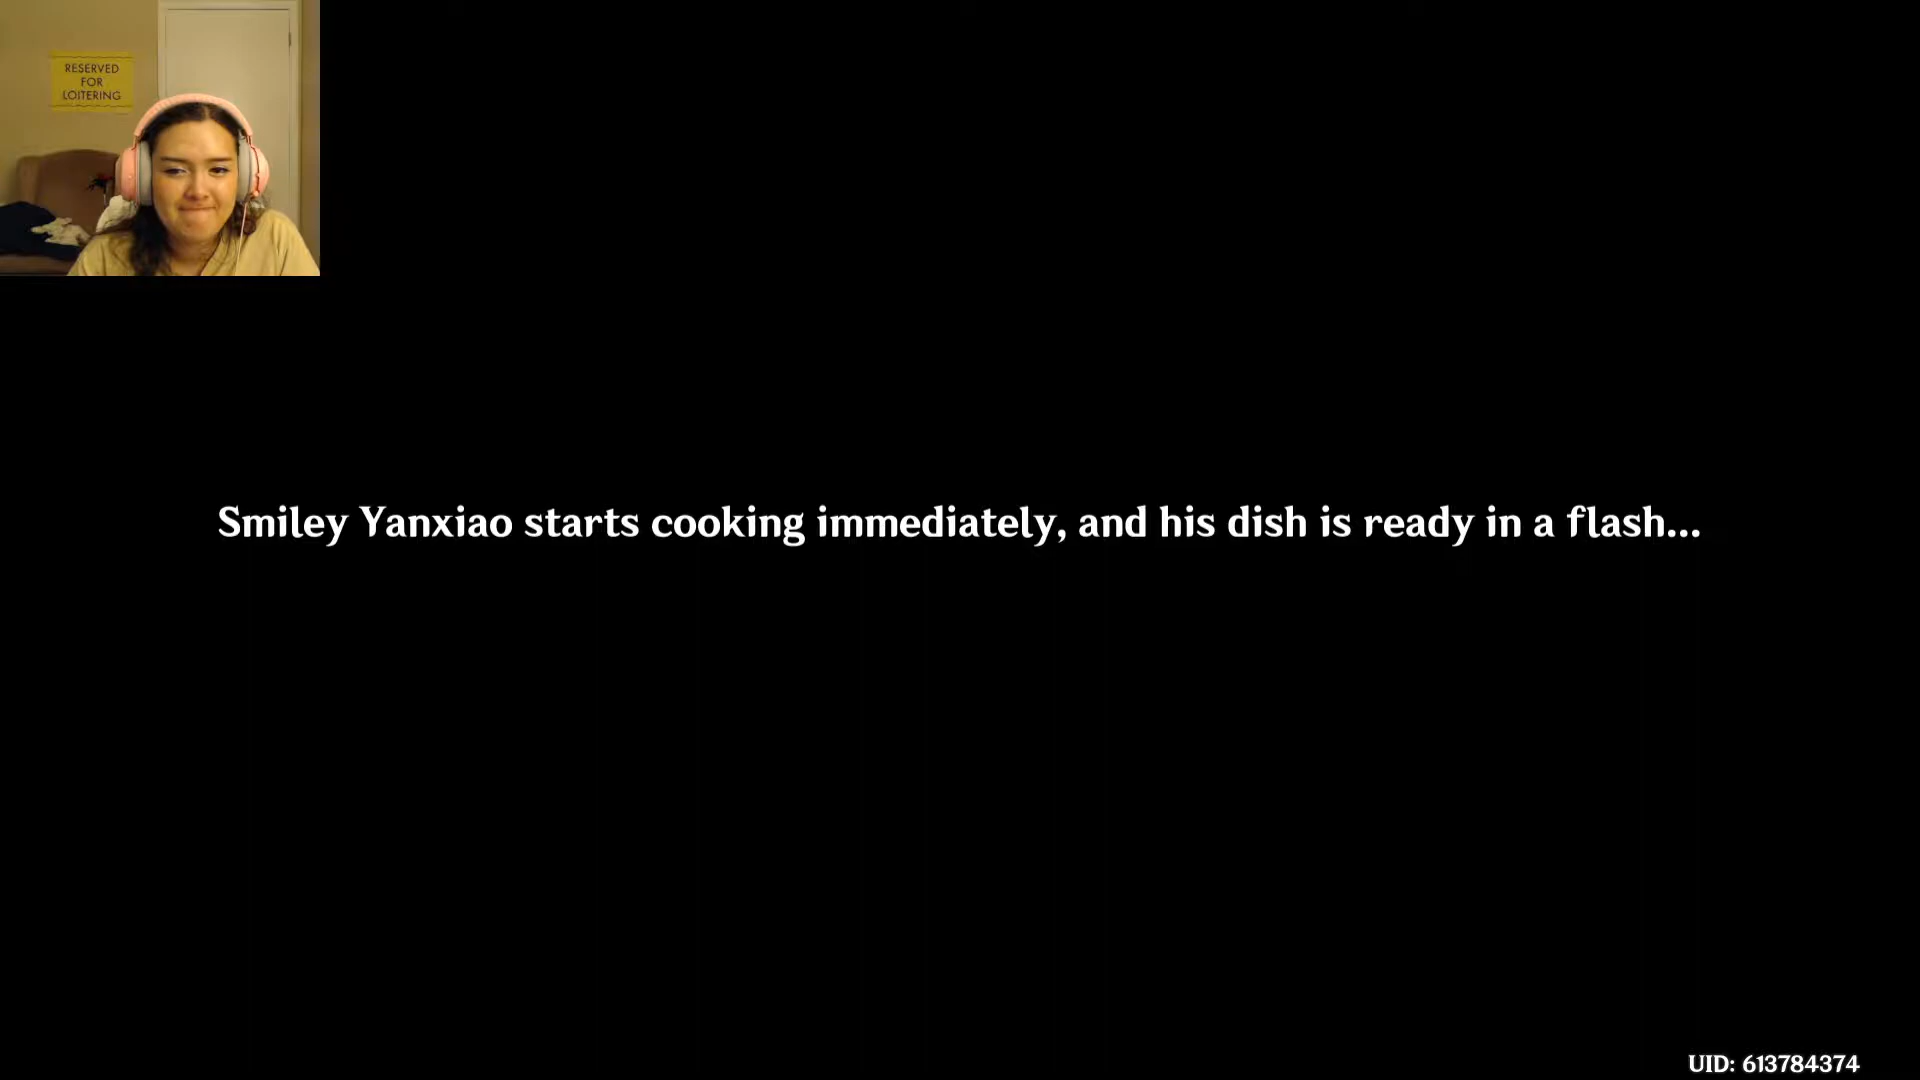 RESERVED
FOR
LOITERING
Smiley Yanxiao starts cooking immediately, and his dish is ready in a flash...
UID: 613784374